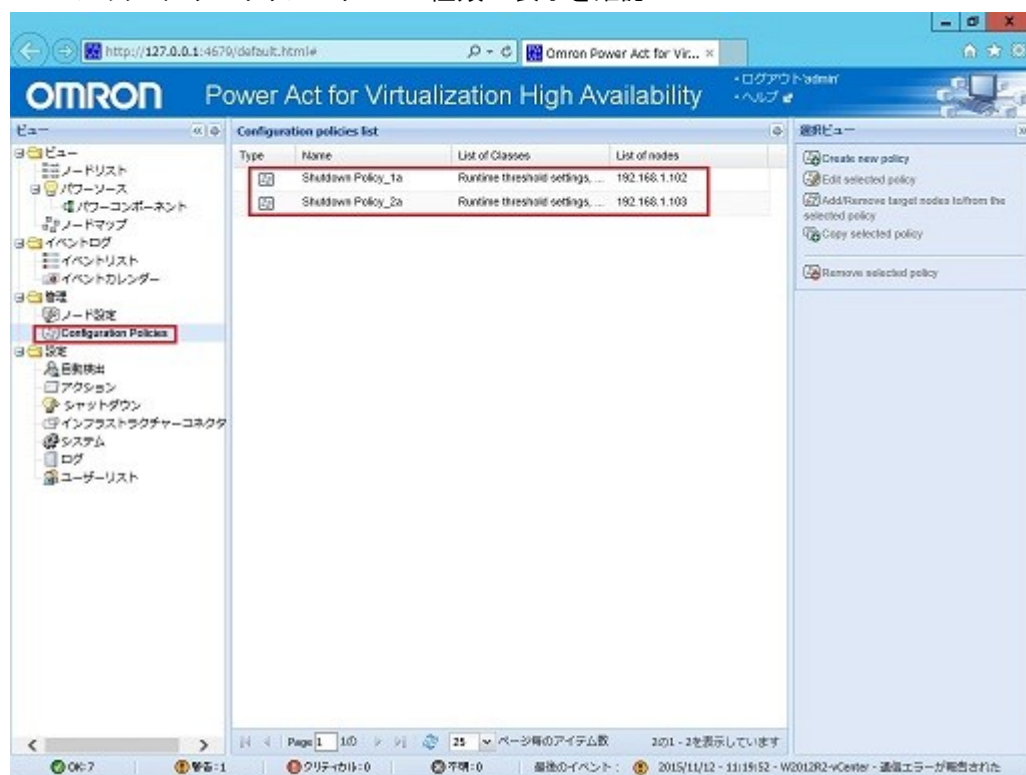 http://127.0.0.1:4679/default.html#
Omron Power Act for Vir... ×
OMRON
Power Act for Virtualization High Availability
・ログアウト'admin'
・ヘルプ
ビュー
Configuration policies list
選択ビュー
ビュー
ノードリスト
パワーソース
パワーコンポーネント
ノードマップ
イベントログ
イベントリスト
イベントカレンダー
管理
ノード設定
Configuration Policies
設定
自動検出
アクション
シャットダウン
インフラストラクチャーコネクタ
システム
ログ
ユーザーリスト
Type Name List of Classes List of nodes
Shutdown Policy_1a Runtime threshold settings, ... 192.168.1.102
Shutdown Policy_2a Runtime threshold settings, ... 192.168.1.103
Create new policy
Edit selected policy
Add/Remove target nodes to/from the
selected policy
Copy selected policy
Remove selected policy
Page 1 1の 25 ページ毎のアイテム数 2の1 - 2を表示しています
OK:7 警告:1 クリティカル:0 不明:0 最後のイベント: 2015/11/12 - 11:19:52 - W2012R2-vCenter - 通信エラーが報告された